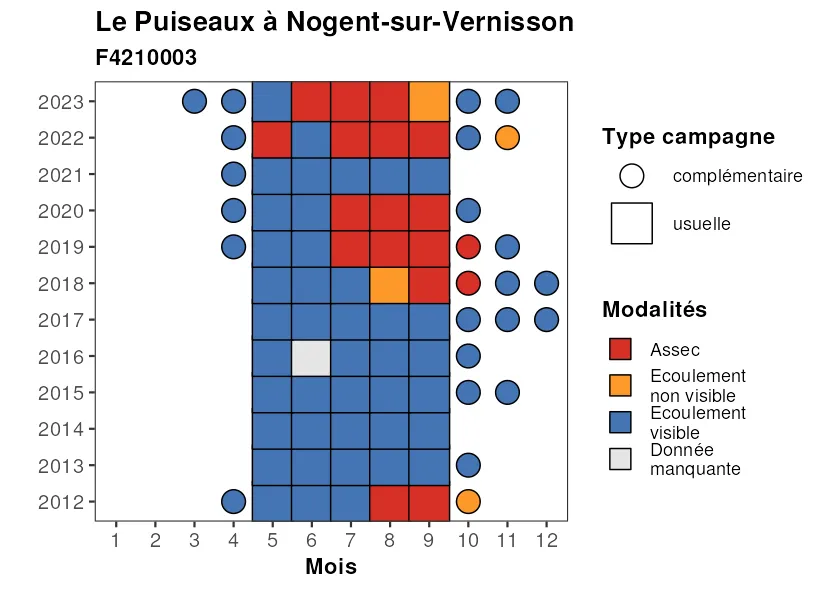 Le Puiseaux à Nogent-sur-Vernisson
F4210003
2023
2022
2021
2020
2019
2018
2017
2016
2015
2014
2013
2012
1 2 3 4 5 6 7 8 9 10 11 12
Mois
Type campagne
complémentaire
usuelle
Modalités
Assec
Ecoulement
non visible
Ecoulement
visible
Donnée
manquante